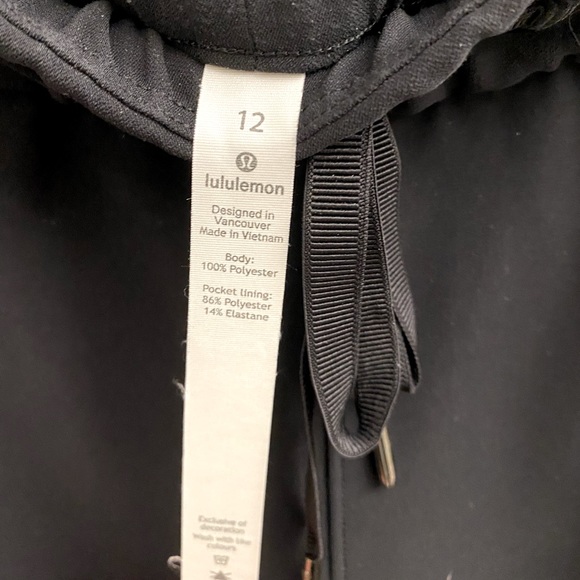 12
lululemon
Designed in
Vancouver
Made in Vietnam
Body:
100% Polyester
Pocket lining:
86% Polyester
14% Elastane
Exclusive of
decoration
Wash with like
colours